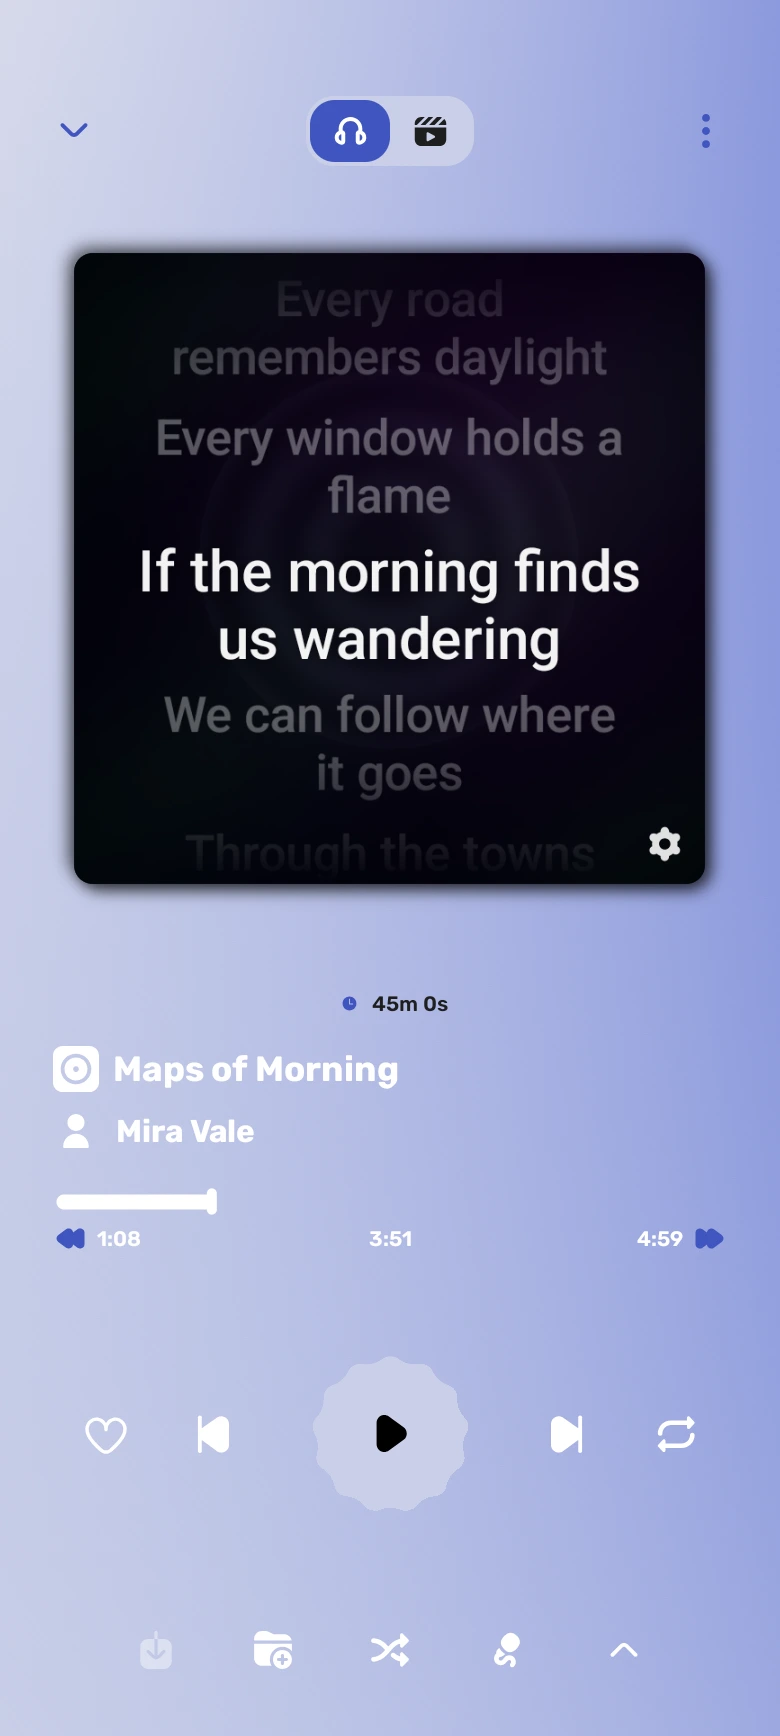 Every road
remembers daylight
Every window holds a
flame
If the morning finds
us wandering
We can follow where
it goes
Through the towns
45m 0s
Maps of Morning
Mira Vale
1:08 3:51 4:59